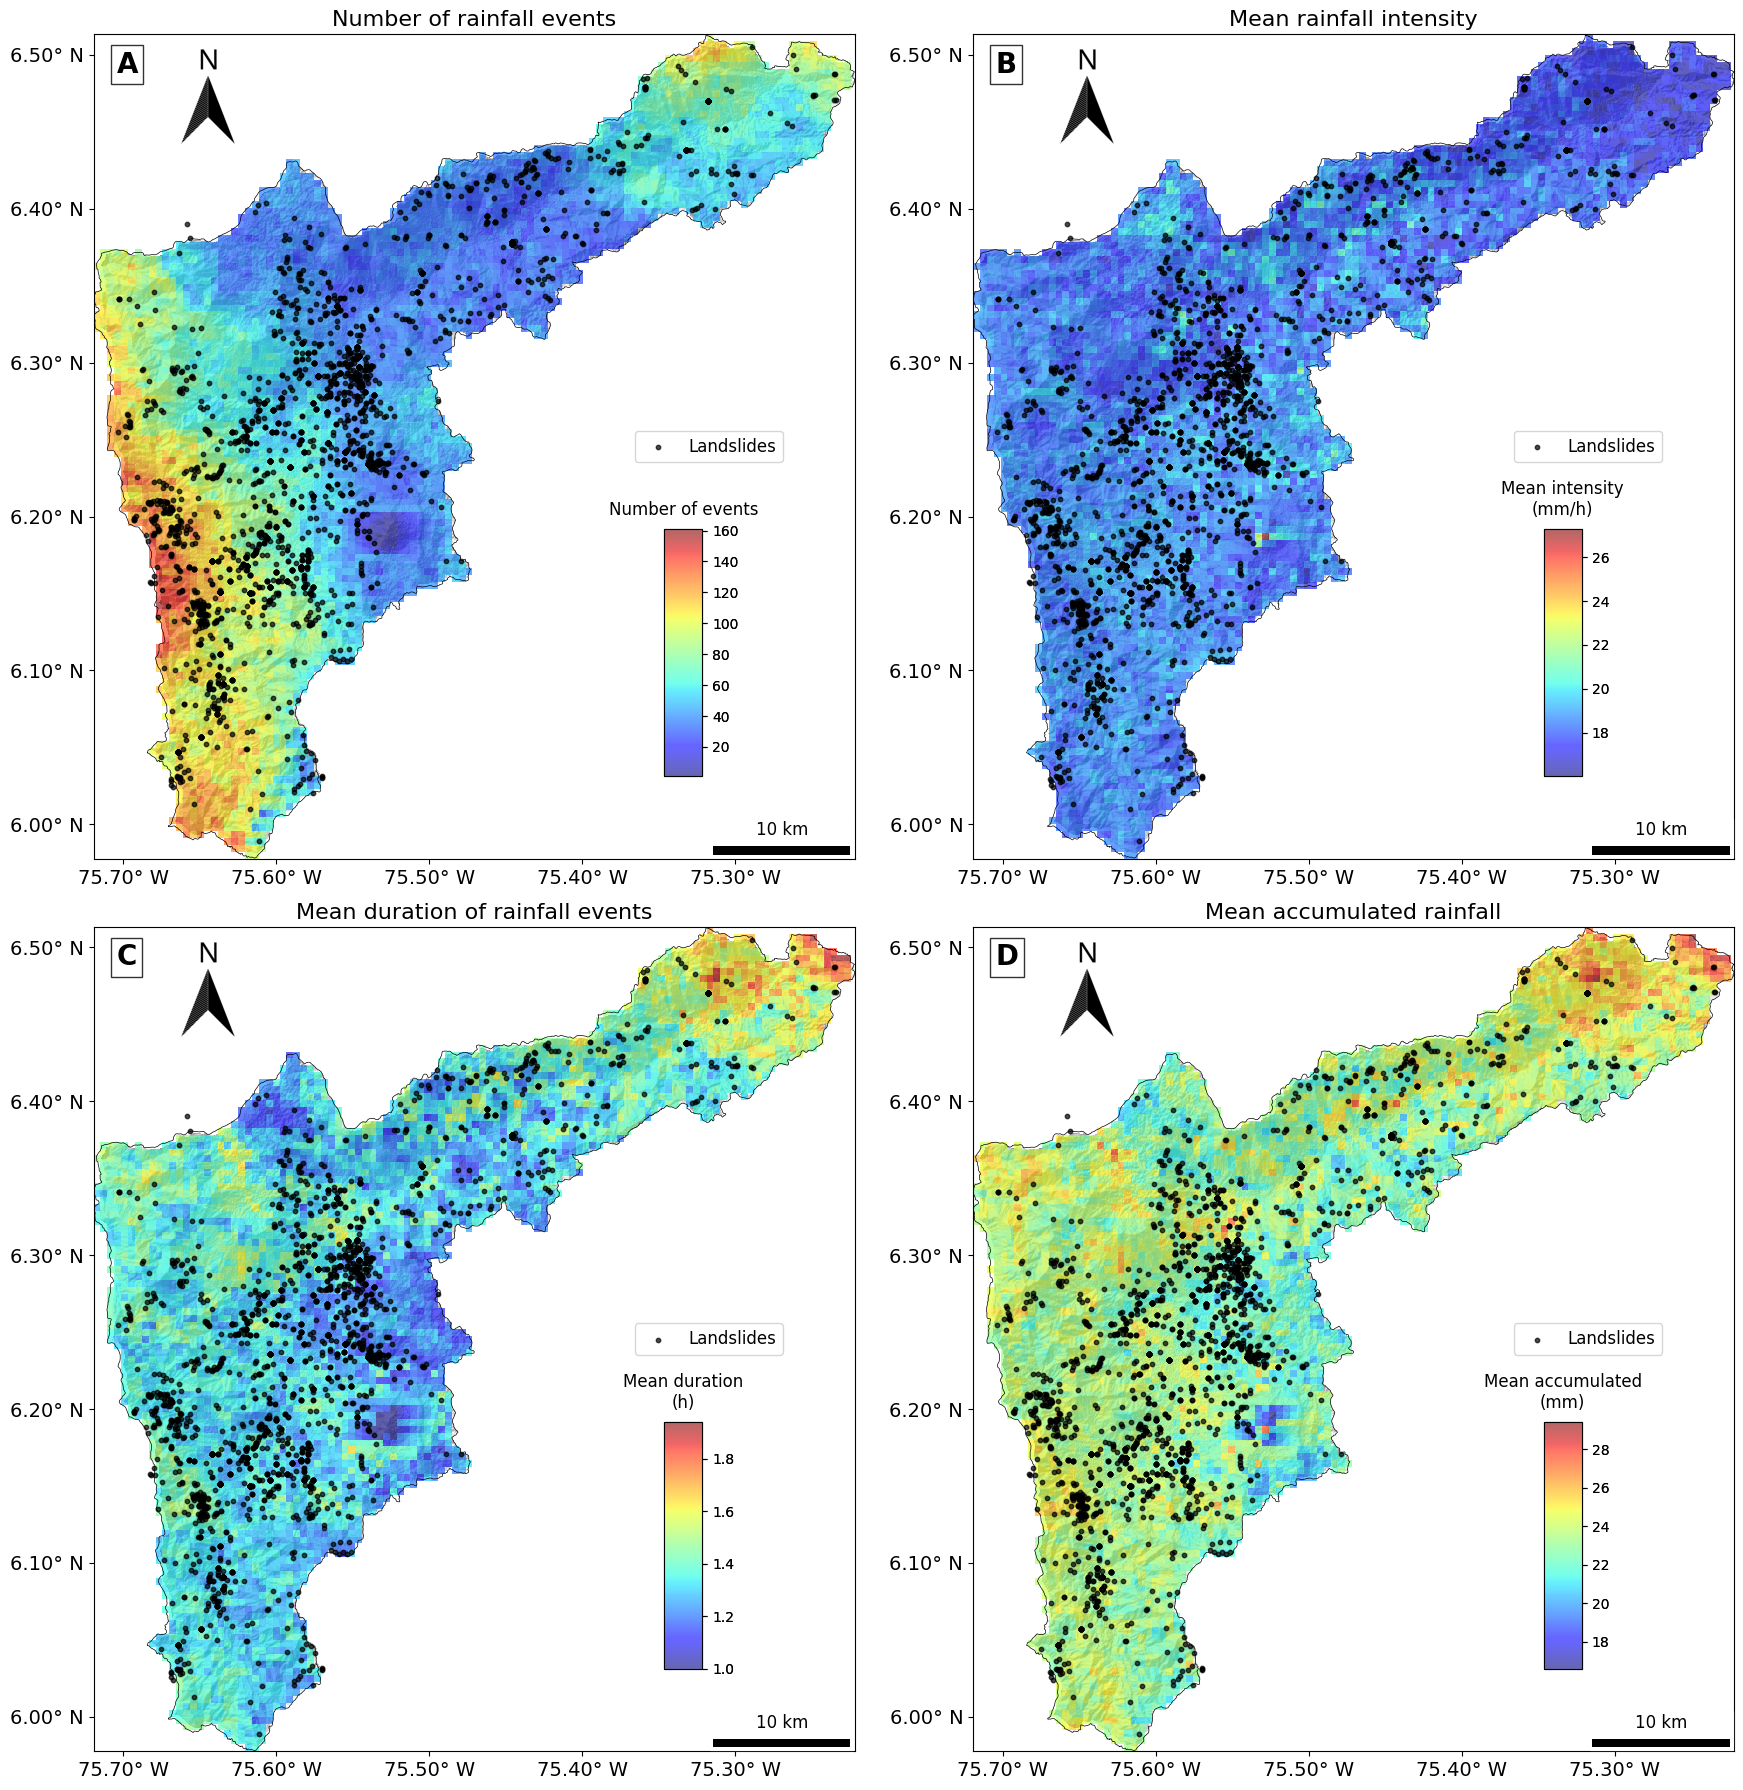 Number of rainfall events
A
N
6.50° N
6.40° N
6.30° N
6.20° N
6.10° N
6.00° N
Landslides
Number of events
160
140
120
100
80
60
40
20
10 km
75.70° W
75.60° W
75.50° W
75.40° W
75.30° W
Mean rainfall intensity
B
N
6.50° N
6.40° N
6.30° N
6.20° N
6.10° N
6.00° N
Landslides
Mean intensity
(mm/h)
26
24
22
20
18
10 km
75.70° W
75.60° W
75.50° W
75.40° W
75.30° W
Mean duration of rainfall events
C
N
6.50° N
6.40° N
6.30° N
6.20° N
6.10° N
6.00° N
Landslides
Mean duration
(h)
1.8
1.6
1.4
1.2
1.0
10 km
75.70° W
75.60° W
75.50° W
75.40° W
75.30° W
Mean accumulated rainfall
D
N
6.50° N
6.40° N
6.30° N
6.20° N
6.10° N
6.00° N
Landslides
Mean accumulated
(mm)
28
26
24
22
20
18
10 km
75.70° W
75.60° W
75.50° W
75.40° W
75.30° W